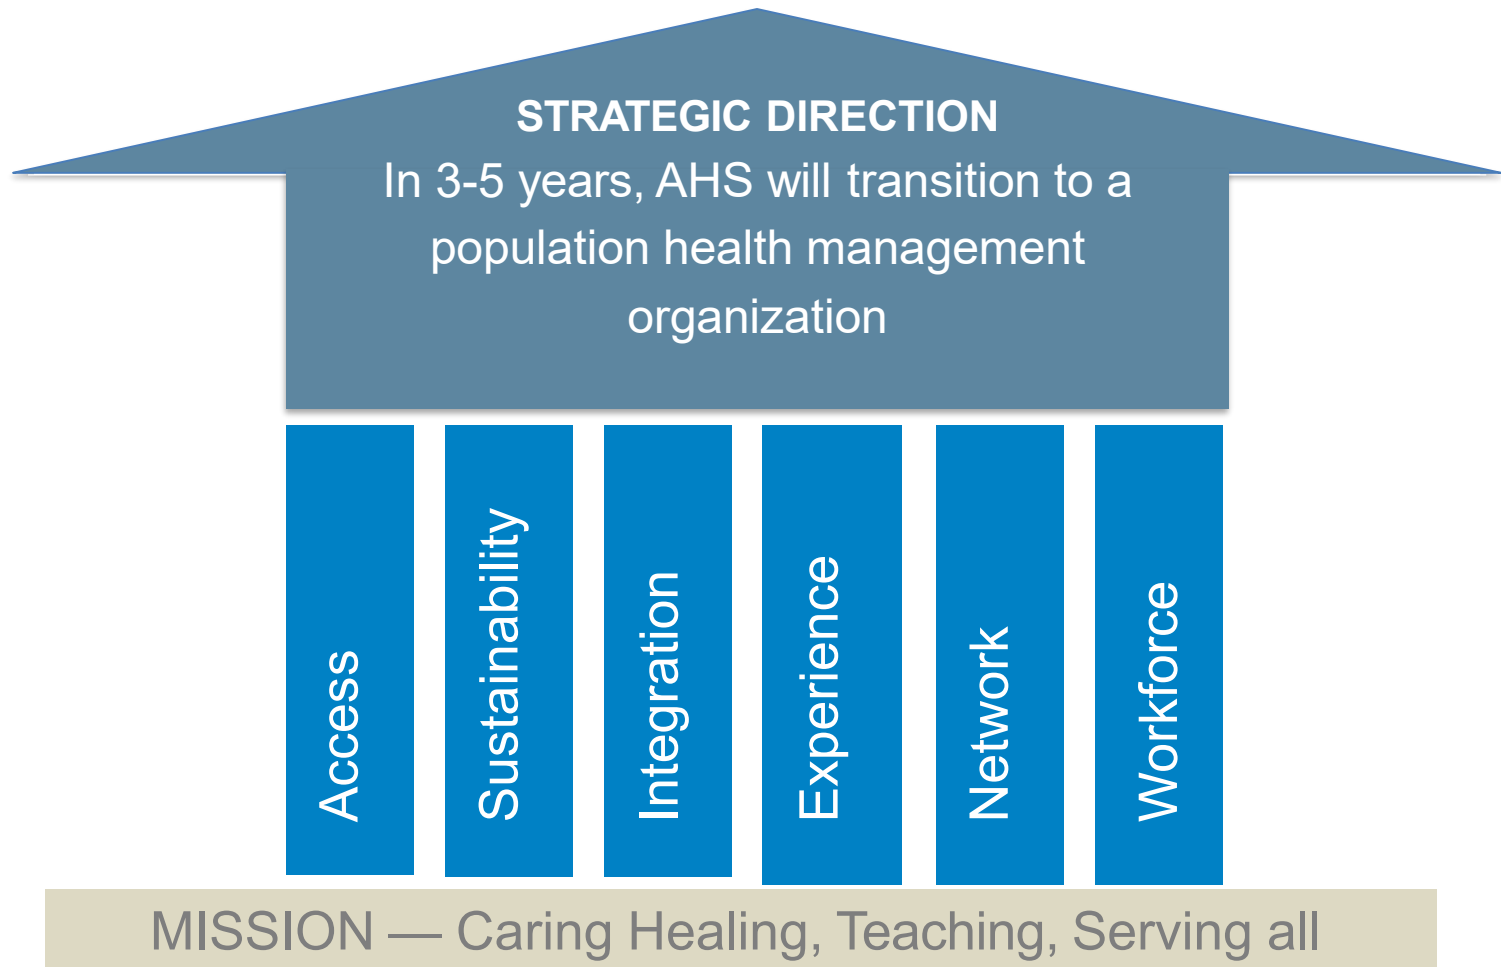 STRATEGIC DIRECTION
In 3-5 years, AHS will transition to a
population health management
organization
Access
Sustainability
Integration
Experience
Network
Workforce
MISSION — Caring Healing, Teaching, Serving all